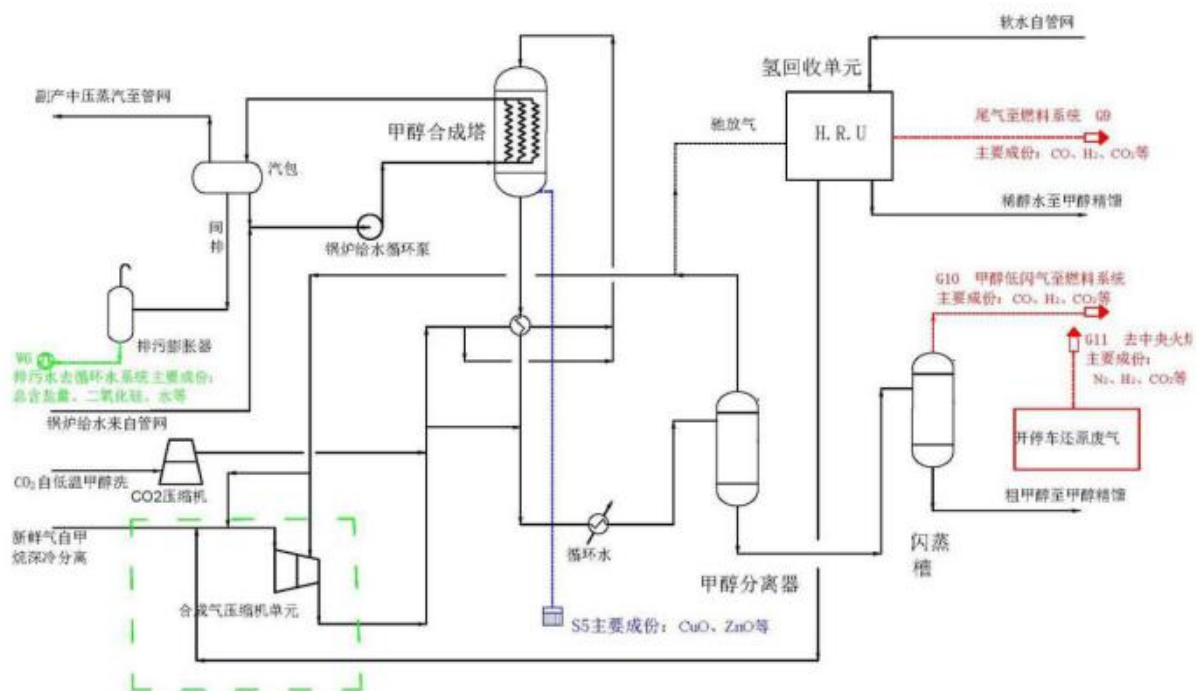 软水自管网
氢回收单元
副产中压蒸汽至管网
甲醇合成塔
驰放气
H.R.U
尾气至燃料系统 G9
主要成份：CO、H₂、CO₂等
汽包
稀醇水至甲醇精馏
间排
锅炉给水循环泵
G10 甲醇低闪气至燃料系统
主要成份：CO、H₂、CO₂等
排污膨胀器
G11 去中央火炬
主要成份：
N₂、H₂、CO₂等
W6
排污水去循环水系统主要成份：
总含盐量、二氧化硅、水等
锅炉给水来自管网
开停车还原废气
CO₂自低温甲醇洗
CO2压缩机
粗甲醇至甲醇精馏
新鲜气自甲
烷深冷分离
循环水
闪蒸
槽
甲醇分离器
合成气压缩机单元
S5主要成份：CuO、ZnO等